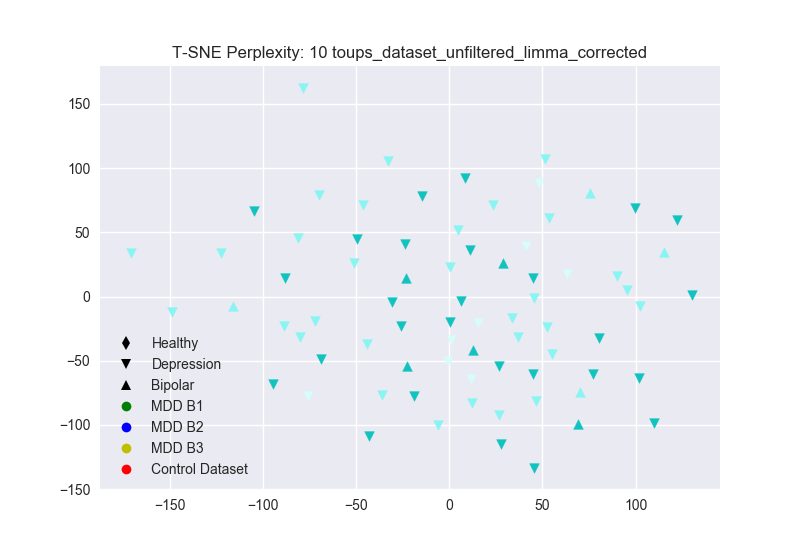 T-SNE Perplexity: 10 toups_dataset_unfiltered_limma_corrected
150
100
50
0
−50
−100
−150
Healthy
Depression
Bipolar
MDD B1
MDD B2
MDD B3
Control Dataset
−150 −100 −50 0 50 100